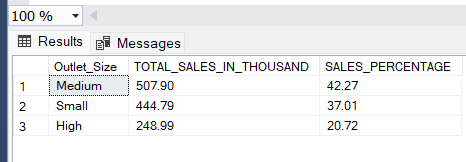 100 %
Results Messages
Outlet_Size TOTAL_SALES_IN_THOUSAND SALES_PERCENTAGE
1 Medium 507.90 42.27
2 Small 444.79 37.01
3 High 248.99 20.72